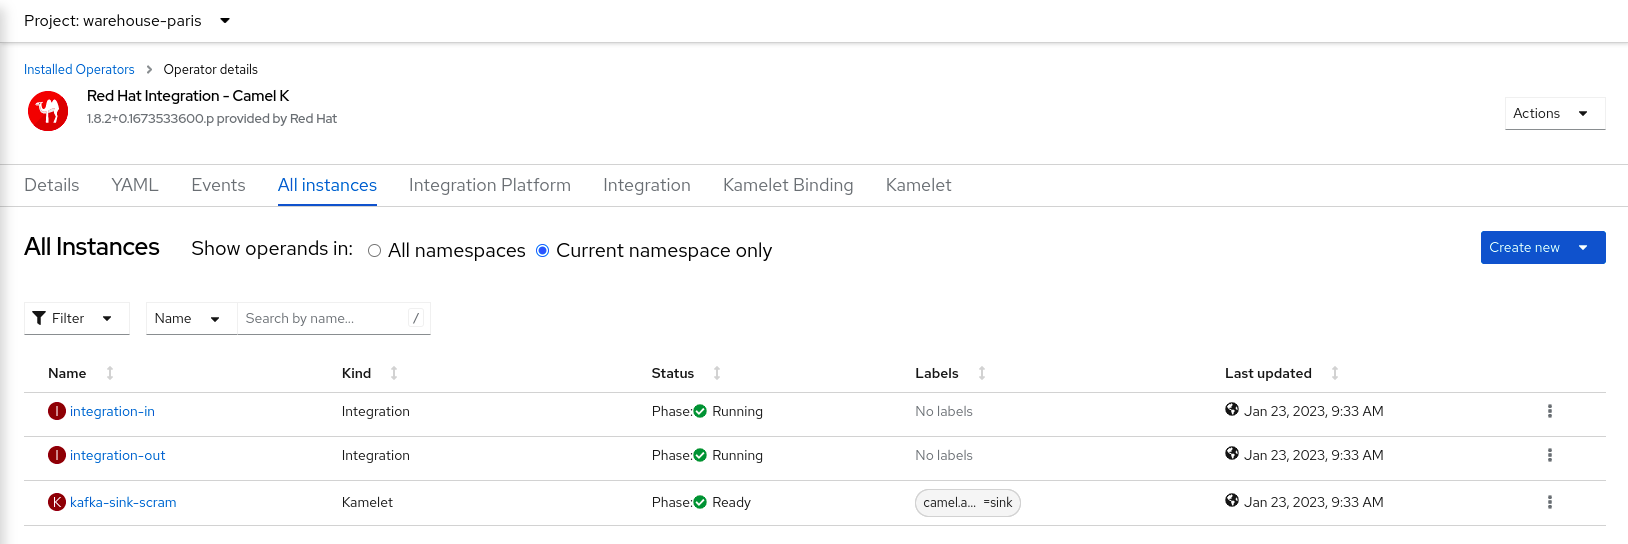 Project: warehouse-paris
Installed Operators > Operator details
Red Hat Integration - Camel K
1.8.2+0.1673533600.p provided by Red Hat
Actions
Details YAML Events All instances Integration Platform Integration Kamelet Binding Kamelet
All Instances Show operands in: All namespaces Current namespace only Create new
Filter Name Search by name... /
Name Kind Status Labels Last updated
I integration-in Integration Phase: Running No labels Jan 23, 2023, 9:33 AM
I integration-out Integration Phase: Running No labels Jan 23, 2023, 9:33 AM
K kafka-sink-scram Kamelet Phase: Ready camel.a... =sink Jan 23, 2023, 9:33 AM